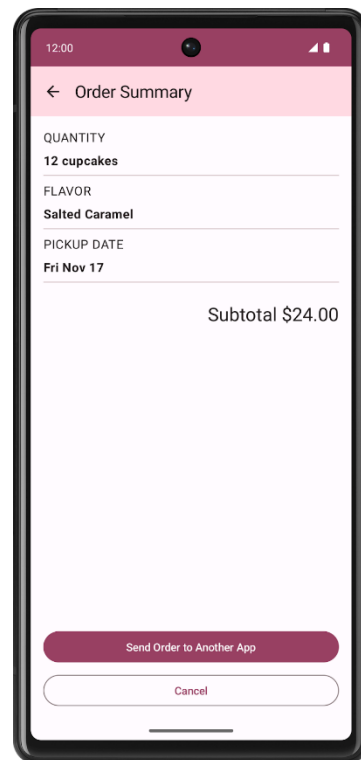 12:00
Order Summary
QUANTITY
12 cupcakes
FLAVOR
Salted Caramel
PICKUP DATE
Fri Nov 17
Subtotal $24.00
Send Order to Another App
Cancel